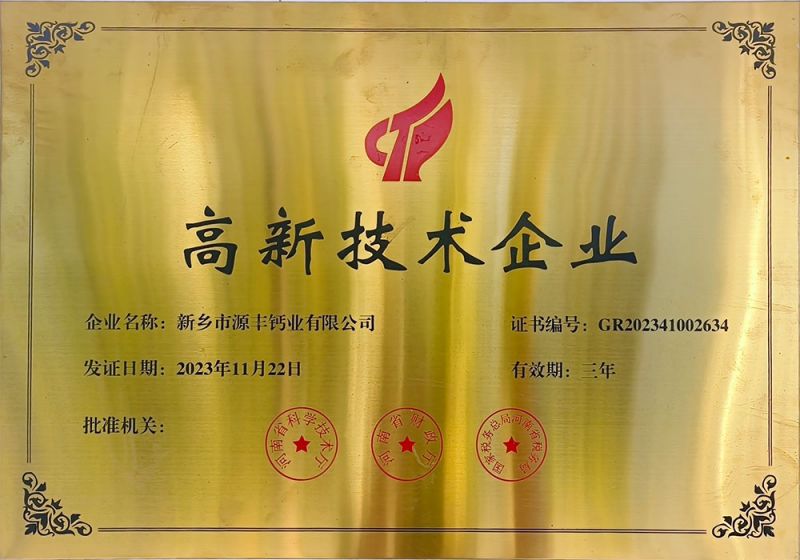 高新技术企业
企业名称：新乡市源丰钙业有限公司
证书编号：GR202341002634
发证日期：2023年11月22日
有效期：三年
批准机关：
河南省科学技术厅
河南省财政厅
国家税务总局河南省税务局